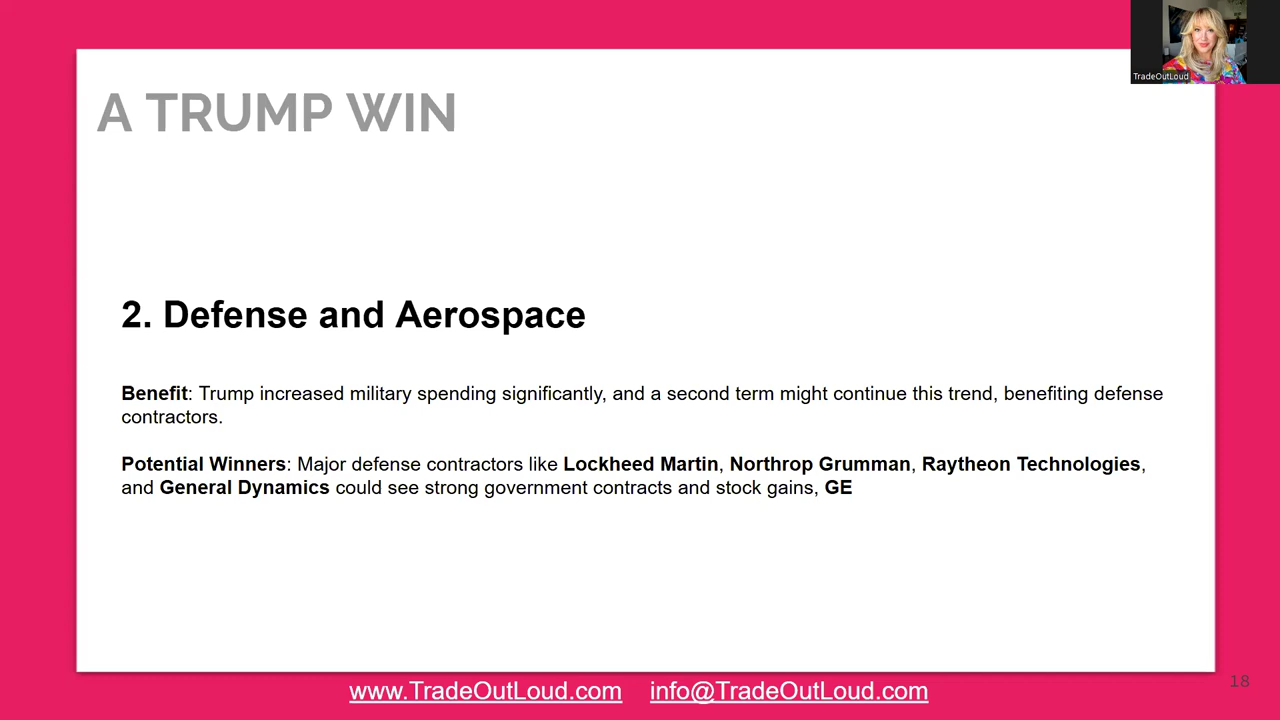 TradeOutLoud
A TRUMP WIN
2. Defense and Aerospace
Benefit: Trump increased military spending significantly, and a second term might continue this trend, benefiting defense
contractors.
Potential Winners: Major defense contractors like Lockheed Martin, Northrop Grumman, Raytheon Technologies,
and General Dynamics could see strong government contracts and stock gains, GE
18
www.TradeOutLoud.com info@TradeOutLoud.com